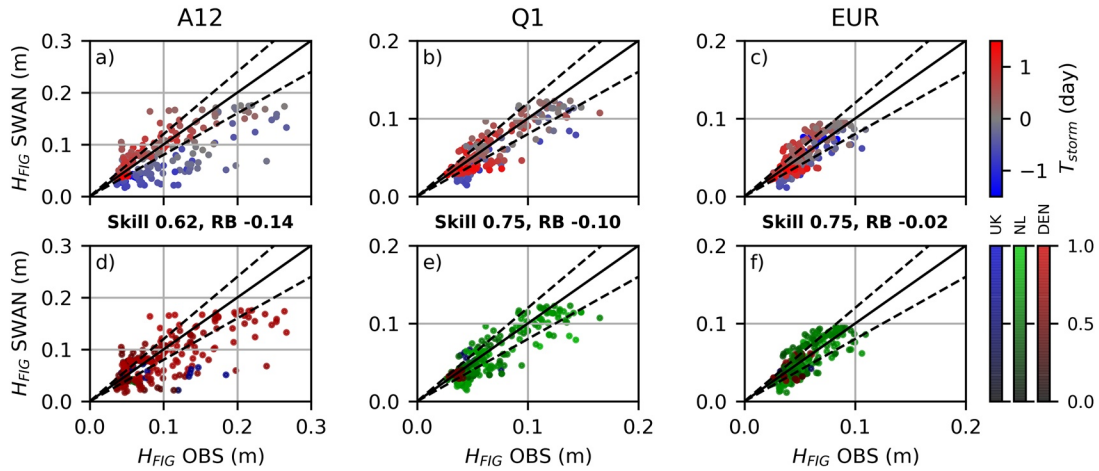 A12 Q1 EUR
a) b) c)
H_FIG SWAN (m)
0.3 0.2 0.1 0.0
0.2 0.1 0.0
0.2 0.1 0.0
1 0 −1
T_storm (day)
Skill 0.62, RB -0.14 Skill 0.75, RB -0.10 Skill 0.75, RB -0.02
UK NL DEN
d) e) f)
H_FIG SWAN (m)
0.3 0.2 0.1 0.0
0.2 0.1 0.0
0.2 0.1 0.0
1.0 0.5 0.0
0.0 0.1 0.2 0.3 0.0 0.1 0.2 0.0 0.1 0.2
H_FIG OBS (m) H_FIG OBS (m) H_FIG OBS (m)